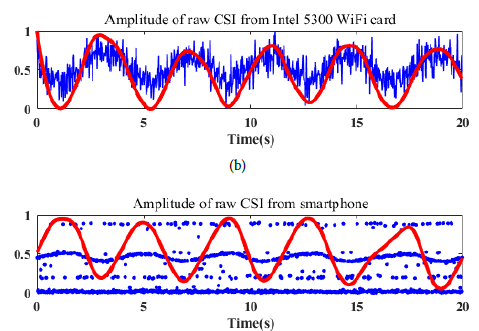 Amplitude of raw CSI from Intel 5300 WiFi card
1
0.5
0
0 5 10 15 20
Time(s)
(b)
Amplitude of raw CSI from smartphone
1
0.5
0
0 5 10 15 20
Time(s)